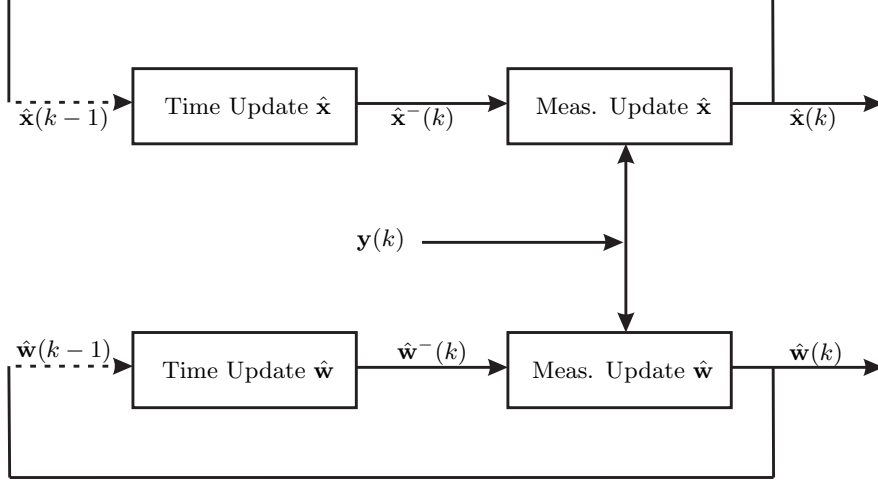 Time Update x̂
Meas. Update x̂
x̂(k − 1)
x̂⁻(k)
x̂(k)
y(k)
ŵ(k − 1)
ŵ⁻(k)
ŵ(k)
Time Update ŵ
Meas. Update ŵ